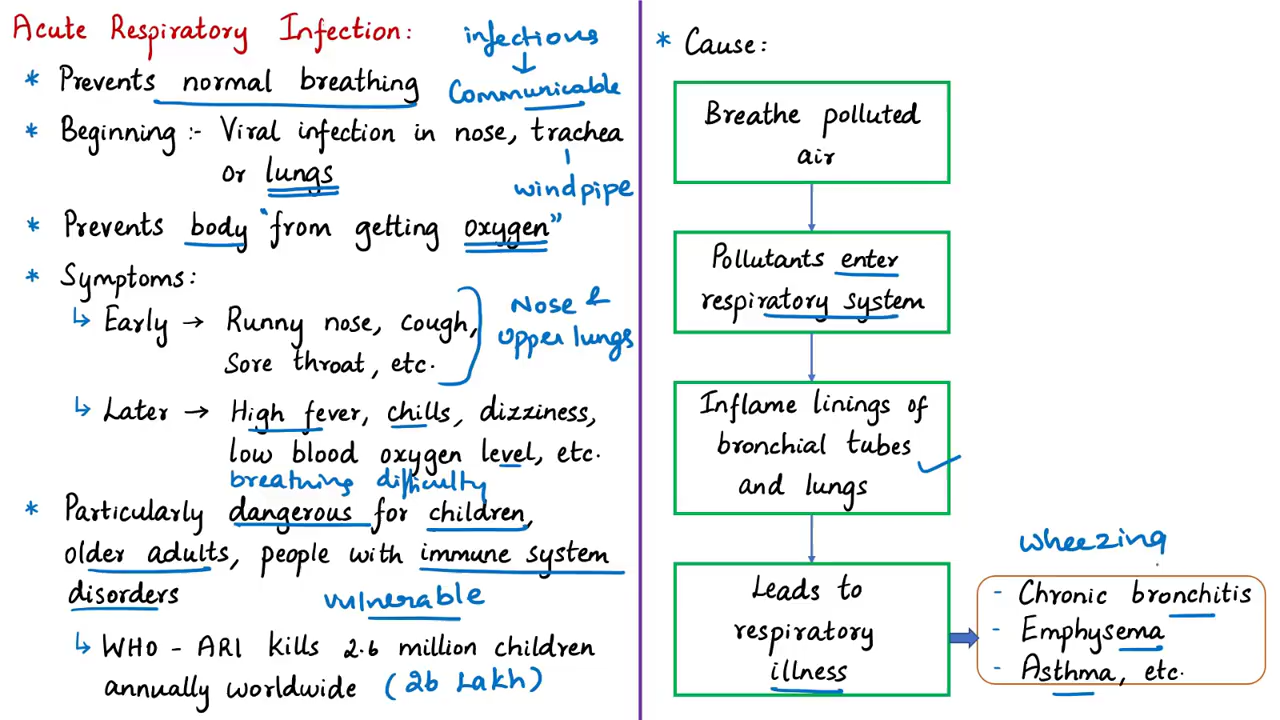 Acute Respiratory Infection:
infectious
↓
Communicable
* Prevents normal breathing
* Beginning :- Viral infection in nose, trachea
or lungs
windpipe
* Prevents body "from getting oxygen"
* Symptoms:
↳ Early → Runny nose, cough,
Sore throat, etc.
Nose &
upper lungs
↳ Later → High fever, chills, dizziness,
low blood oxygen level, etc.
breathing difficulty
* Particularly dangerous for children,
older adults, people with immune system
disorders
vulnerable
↳ WHO - ARI kills 2.6 million children
annually worldwide (26 Lakh)
* Cause:
Breathe polluted
air
Pollutants enter
respiratory system
Inflame linings of
bronchial tubes
and lungs
Leads to
respiratory
illness
wheezing
- Chronic bronchitis
- Emphysema
- Asthma, etc.